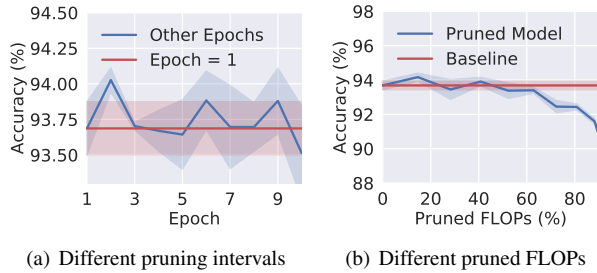 94.50
94.25
94.00
93.75
93.50
Accuracy (%)
Other Epochs
Epoch = 1
1 3 5 7 9
Epoch
(a) Different pruning intervals
98
96
94
92
90
88
Accuracy (%)
Pruned Model
Baseline
0 20 40 60 80
Pruned FLOPs (%)
(b) Different pruned FLOPs